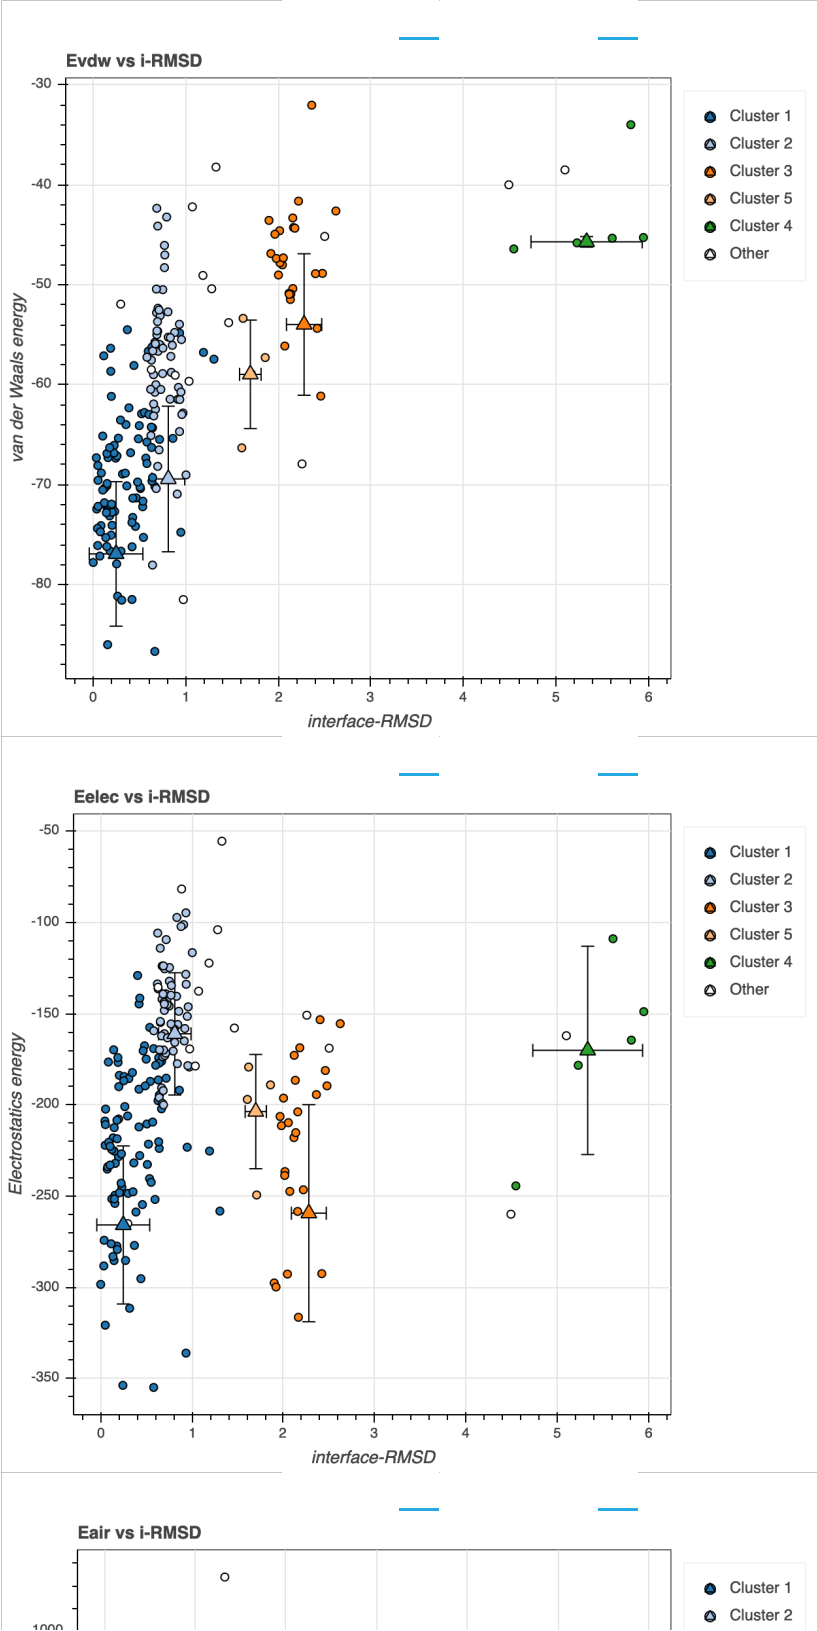 Evdw vs i-RMSD
-30
-40
-50
-60
-70
-80
van der Waals energy
0 1 2 3 4 5 6
interface-RMSD
Cluster 1
Cluster 2
Cluster 3
Cluster 5
Cluster 4
Other
Eelec vs i-RMSD
-50
-100
-150
-200
-250
-300
-350
Electrostatics energy
0 1 2 3 4 5 6
interface-RMSD
Cluster 1
Cluster 2
Cluster 3
Cluster 5
Cluster 4
Other
Eair vs i-RMSD
1000
Cluster 1
Cluster 2